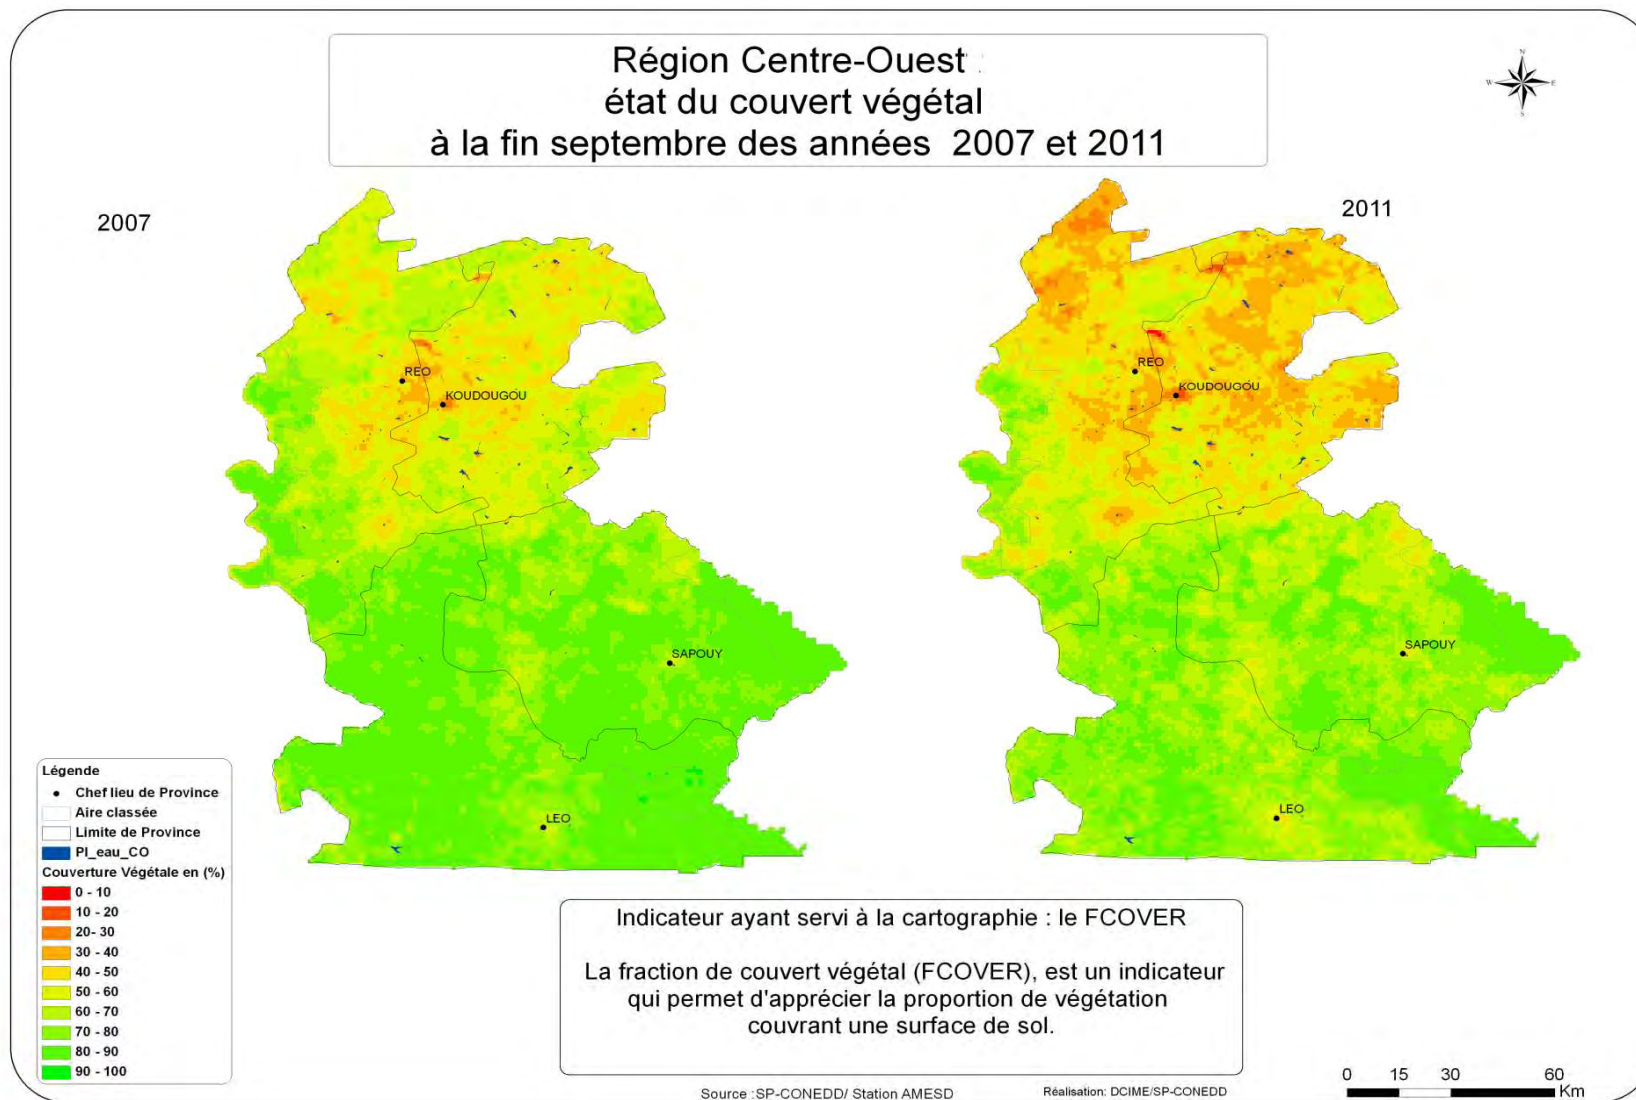 Région Centre-Ouest
état du couvert végétal
à la fin septembre des années 2007 et 2011
N
W
E
S
2007
2011
REO
KOUDOUGOU
SAPOUY
LEO
REO
KOUDOUGOU
SAPOUY
LEO
Légende
Chef lieu de Province
Aire classée
Limite de Province
Pl_eau_CO
Couverture Végétale en (%)
0 - 10
10 - 20
20- 30
30 - 40
40 - 50
50 - 60
60 - 70
70 - 80
80 - 90
90 - 100
Indicateur ayant servi à la cartographie : le FCOVER
La fraction de couvert végétal (FCOVER), est un indicateur
qui permet d'apprécier la proportion de végétation
couvrant une surface de sol.
Source :SP-CONEDD/ Station AMESD
Réalisation: DCIME/SP-CONEDD
0 15 30 60
Km